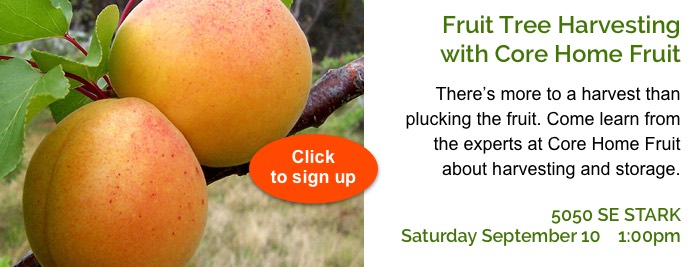 Fruit Tree Harvesting
with Core Home Fruit
There’s more to a harvest than
plucking the fruit. Come learn from
the experts at Core Home Fruit
about harvesting and storage.
Click
to sign up
5050 SE STARK
Saturday September 10 1:00pm